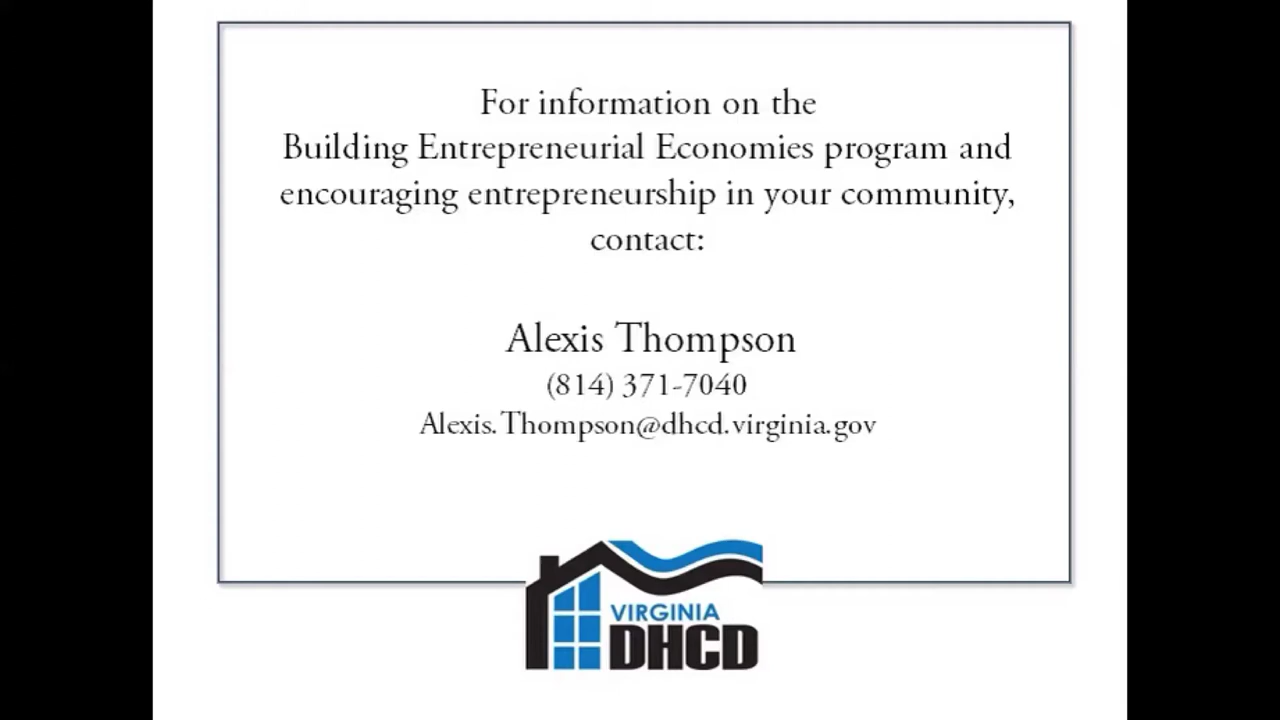 For information on the
Building Entrepreneurial Economies program and
encouraging entrepreneurship in your community,
contact:
Alexis Thompson
(814) 371-7040
Alexis.Thompson@dhcd.virginia.gov
VIRGINIA
DHCD